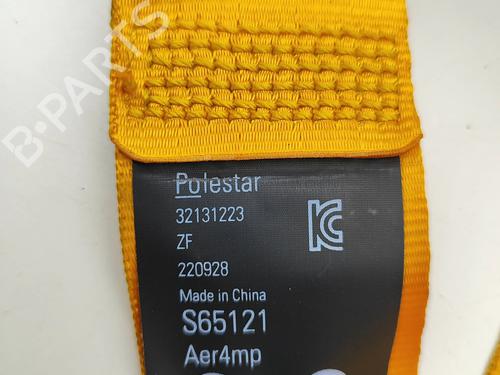 B-PARTS
Polestar
32131223
ZF
220928
Made in China
S65121
Aer4mp